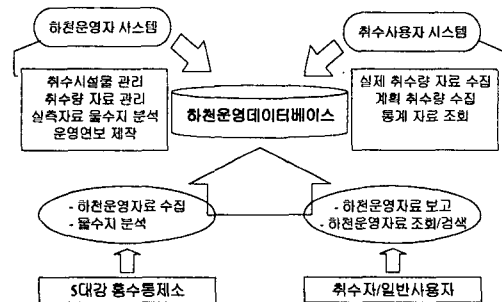 하천운영자 시스템
취수사용자 시스템
취수시설물 관리
취수량 자료 관리
실측자료 물수지 분석
운영연보 제작
하천운영데이터베이스
실제 취수량 자료 수집
계획 취수량 수집
통계 자료 조회
- 하천운영자료 수집
- 물수지 분석
- 하천운영자료 보고
- 하천운영자료 조회/검색
5대강 홍수통제소
취수자/일반사용자